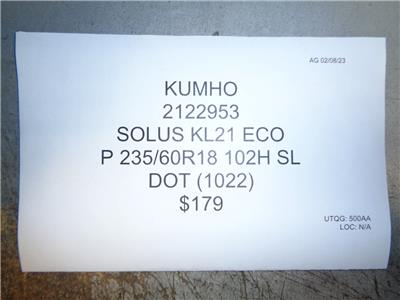 AG 02/08/23
KUMHO
2122953
SOLUS KL21 ECO
P 235/60R18 102H SL
DOT (1022)
$179
UTQG: 500AA
LOC: N/A